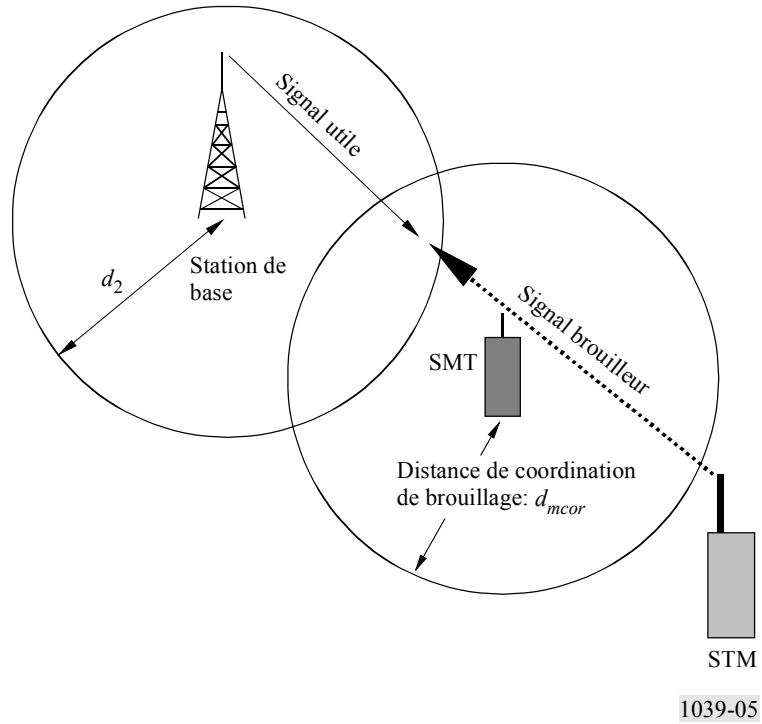 Signal utile
d2
Station de
base
Signal brouilleur
SMT
Distance de coordination
de brouillage: dmcor
STM
1039-05